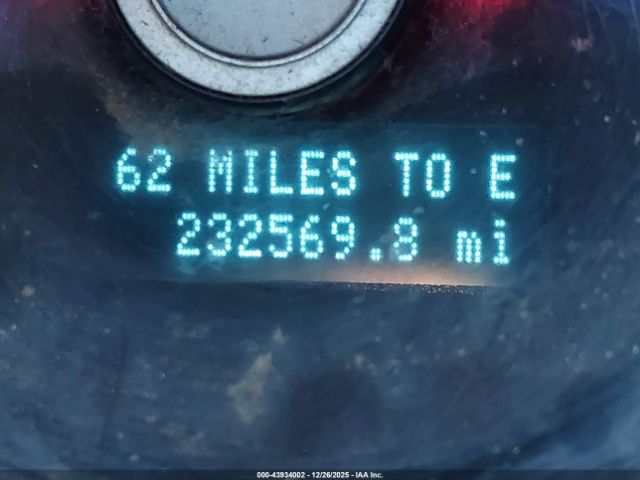 62 MILES TO E
232569.8 mi
000-43934002 - 12/26/2025 - IAA Inc.